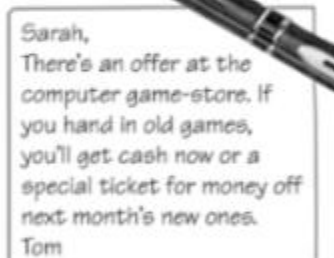 Sarah,
There's an offer at the
computer game-store. If
you hand in old games,
you'll get cash now or a
special ticket for money off
next month's new ones.
Tom